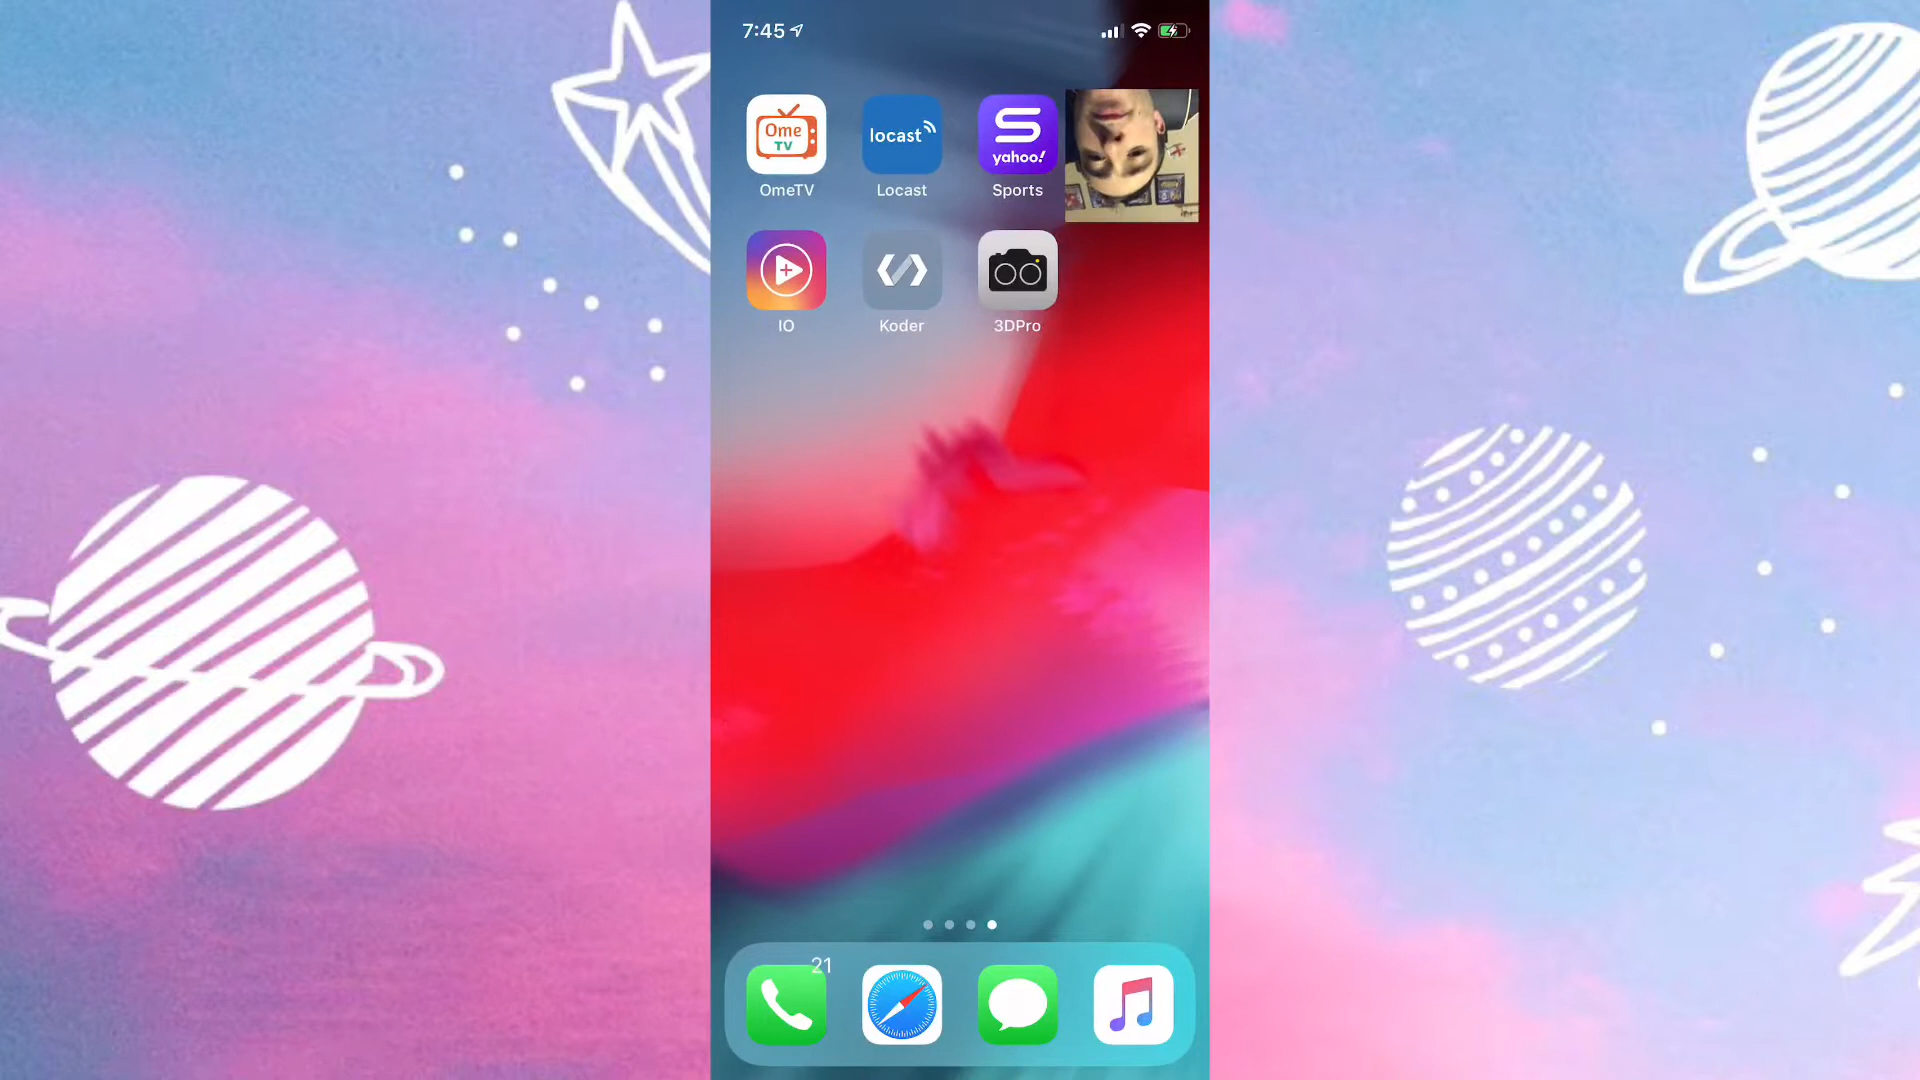 7:45
Ome
TV
locast
yahoo!
OmeTV
Locast
Sports
IO
Koder
3DPro
21